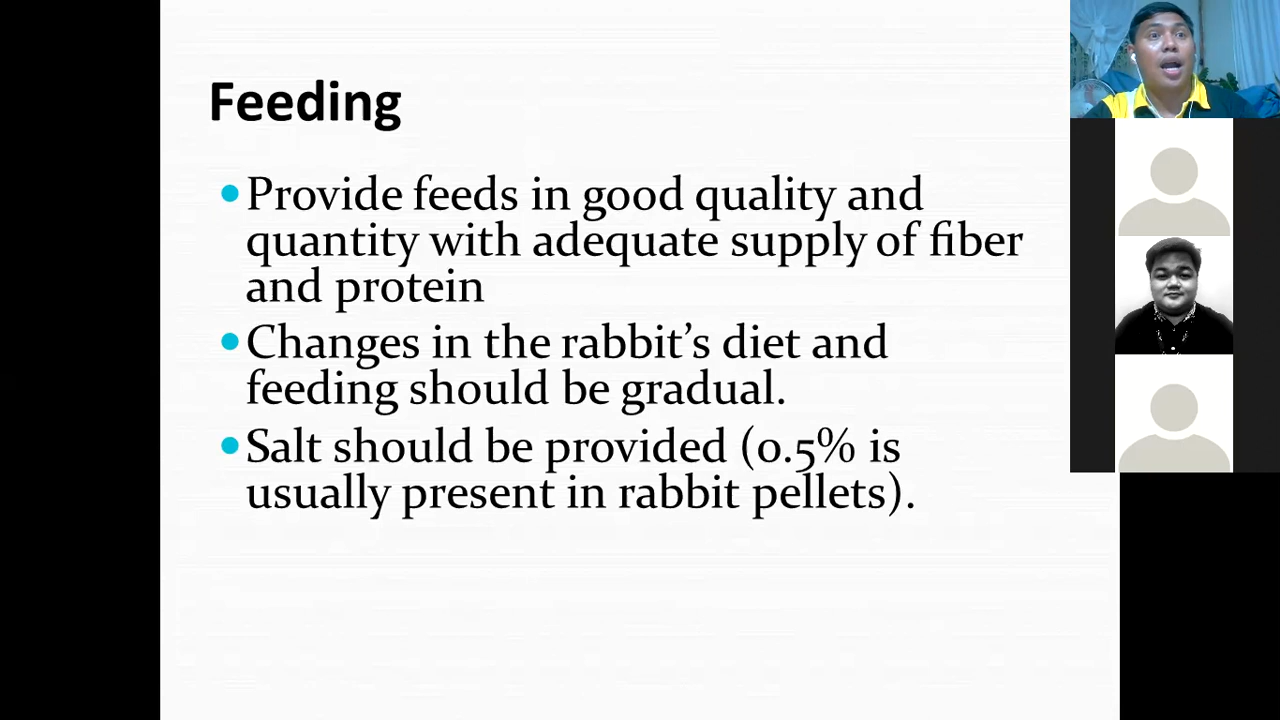 Feeding
Provide feeds in good quality and
quantity with adequate supply of fiber
and protein
Changes in the rabbit’s diet and
feeding should be gradual.
Salt should be provided (0.5% is
usually present in rabbit pellets).